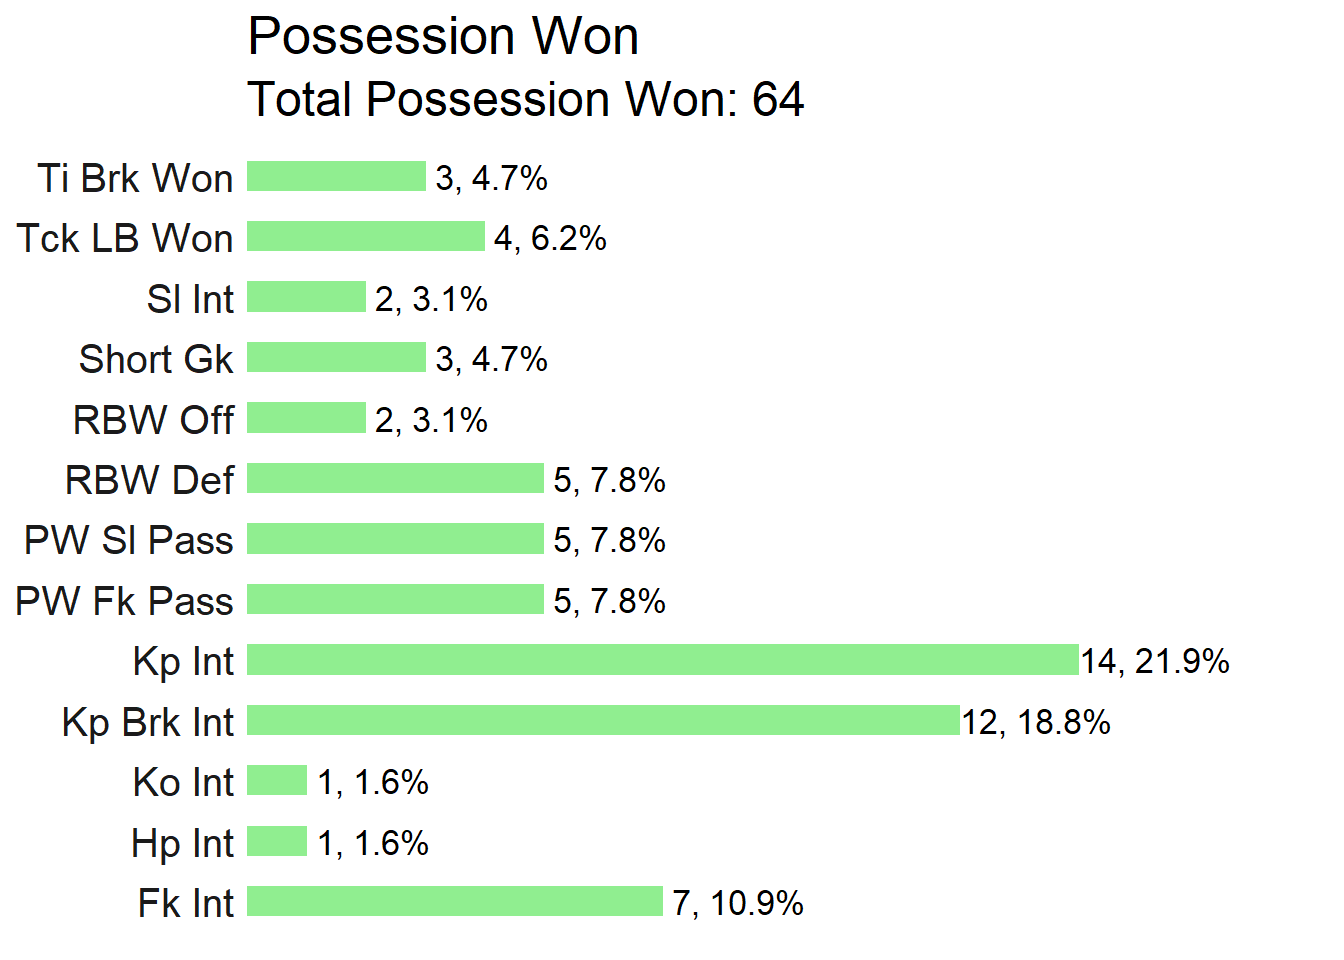 Possession Won
Total Possession Won: 64
Ti Brk Won 3, 4.7%
Tck LB Won 4, 6.2%
Sl Int 2, 3.1%
Short Gk 3, 4.7%
RBW Off 2, 3.1%
RBW Def 5, 7.8%
PW Sl Pass 5, 7.8%
PW Fk Pass 5, 7.8%
Kp Int 14, 21.9%
Kp Brk Int 12, 18.8%
Ko Int 1, 1.6%
Hp Int 1, 1.6%
Fk Int 7, 10.9%